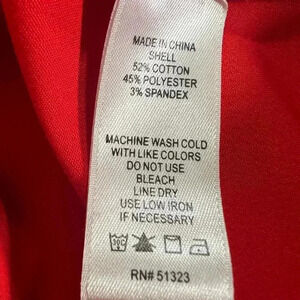 MADE IN CHINA
SHELL
52% COTTON
45% POLYESTER
3% SPANDEX
MACHINE WASH COLD
WITH LIKE COLORS
DO NOT USE
BLEACH
LINE DRY
USE LOW IRON
IF NECESSARY
30C
RN# 51323